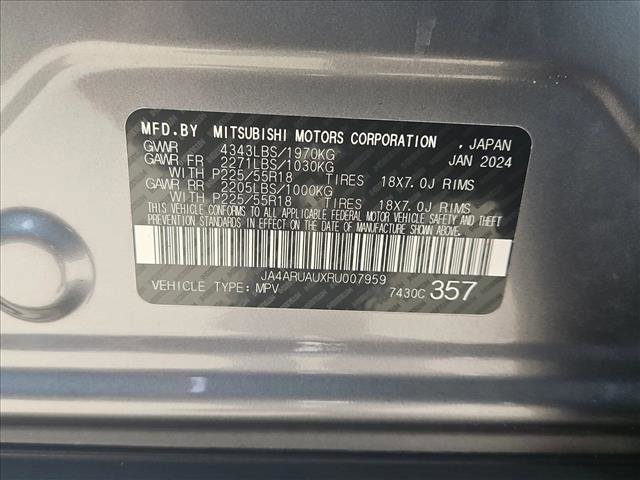 MFD.BY MITSUBISHI MOTORS CORPORATION , JAPAN
GVWR 4343LBS/1970KG JAN 2024
GAWR FR 2271LBS/1030KG
WITH P225/55R18 TIRES 18X7.0J RIMS
GAWR RR 2205LBS/1000KG
WITH P225/55R18 TIRES 18X7.0J RIMS
THIS VEHICLE CONFORMS TO ALL APPLICABLE FEDERAL MOTOR VEHICLE SAFETY AND THEFT
PREVENTION STANDARDS IN EFFECT ON THE DATE OF MANUFACTURE SHOWN ABOVE.
JA4ARUAUXRU007959
VEHICLE TYPE: MPV 7430C 357